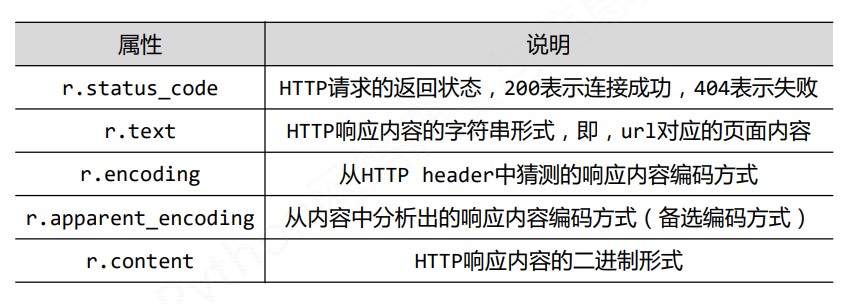 属性 说明
r.status_code HTTP请求的返回状态，200表示连接成功，404表示失败
r.text HTTP响应内容的字符串形式，即，url对应的页面内容
r.encoding 从HTTP header中猜测的响应内容编码方式
r.apparent_encoding 从内容中分析出的响应内容编码方式（备选编码方式）
r.content HTTP响应内容的二进制形式